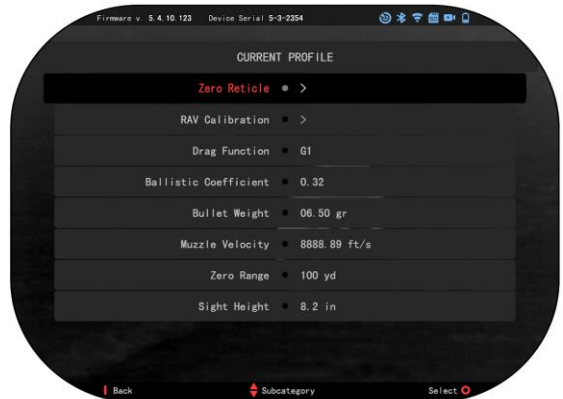 Firmware v. 5.4.10.123 Device Serial 5-3-2354
CURRENT PROFILE
Zero Reticle >
RAV Calibration >
Drag Function G1
Ballistic Coefficient 0.32
Bullet Weight 06.50 gr
Muzzle Velocity 8888.89 ft/s
Zero Range 100 yd
Sight Height 8.2 in
Back Subcategory Select